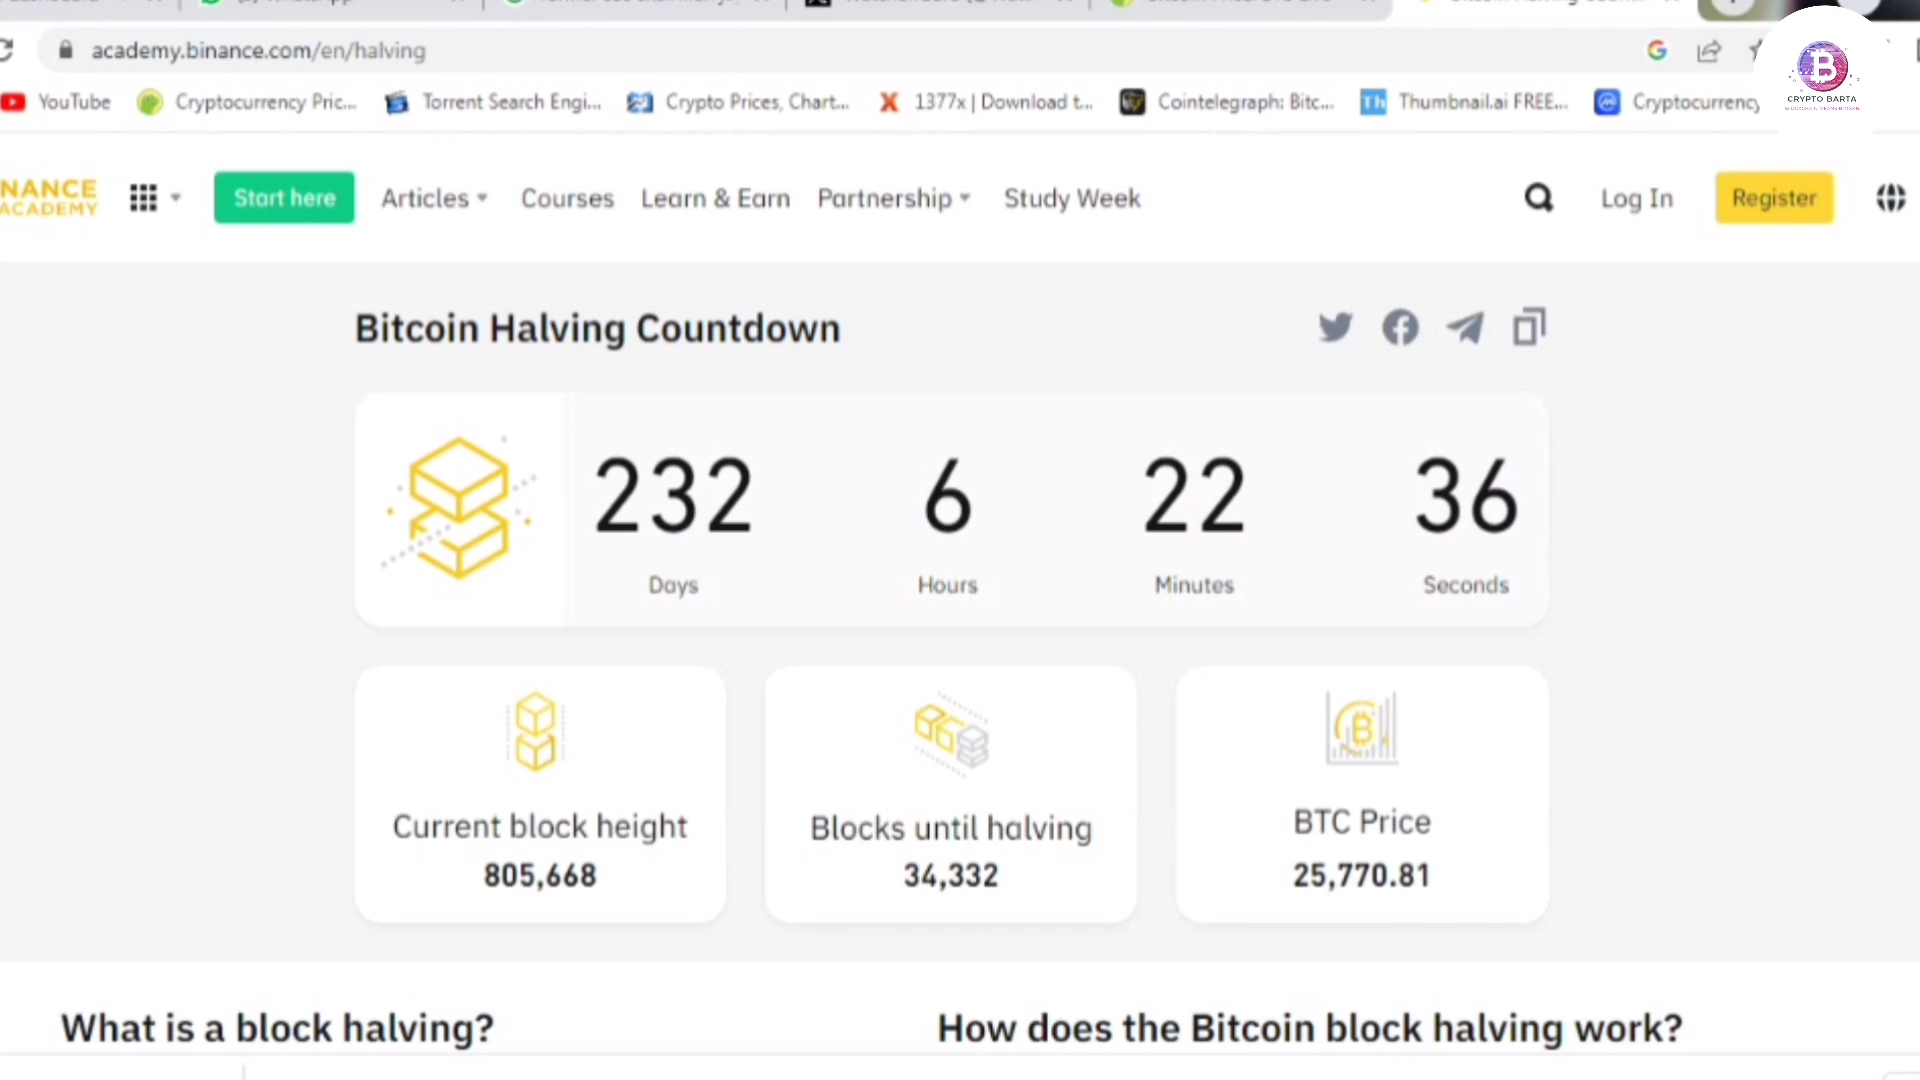 academy.binance.com/en/halving
YouTube Cryptocurrency Pric... Torrent Search Engi... Crypto Prices, Chart... 1377x | Download t... Cointelegraph: Bitc... Thumbnail.ai FREE... Cryptocurrency
CRYPTO BARTA
NANCE
ACADEMY
Start here Articles Courses Learn & Earn Partnership Study Week Log In Register
Bitcoin Halving Countdown
232 6 22 36
Days Hours Minutes Seconds
Current block height Blocks until halving BTC Price
805,668 34,332 25,770.81
What is a block halving? How does the Bitcoin block halving work?